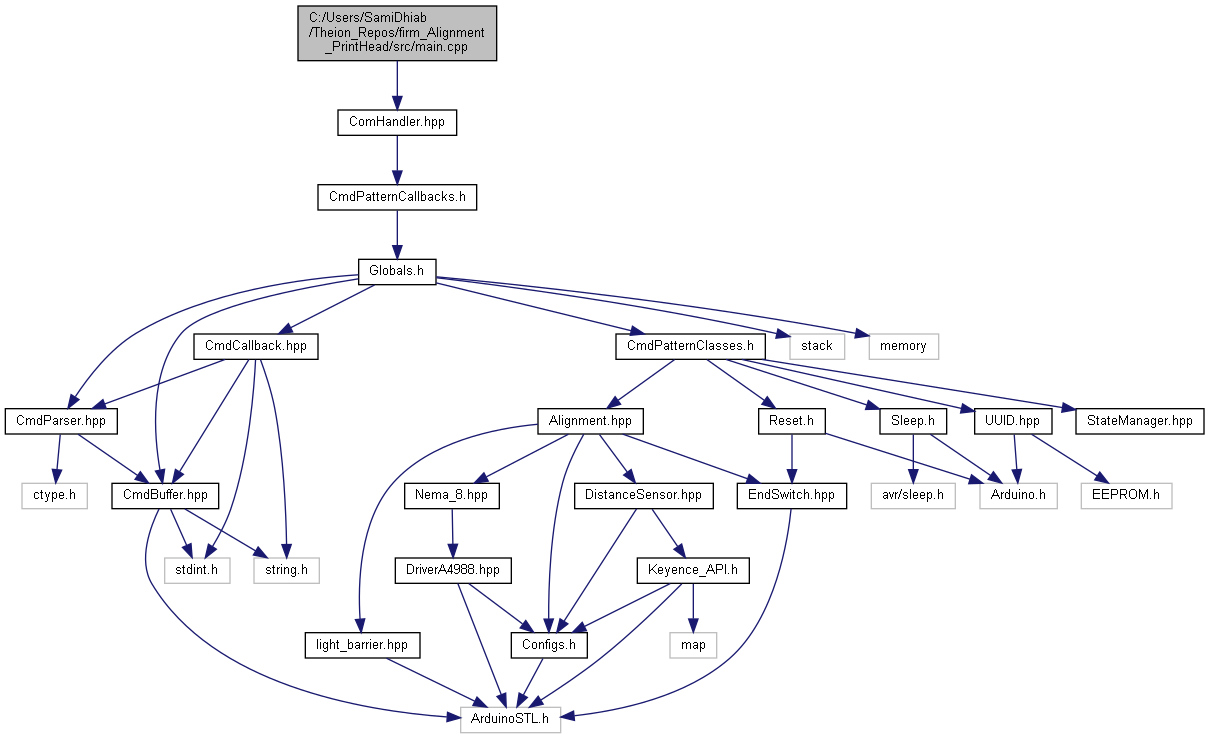 C:/Users/SamiDhiab
/Theion_Repos/firm_Alignment
_PrintHead/src/main.cpp
ComHandler.hpp
CmdPatternCallbacks.h
Globals.h
CmdCallback.hpp
CmdPatternClasses.h
stack
memory
CmdParser.hpp
Alignment.hpp
Reset.h
Sleep.h
UUID.hpp
StateManager.hpp
ctype.h
CmdBuffer.hpp
Nema_8.hpp
DistanceSensor.hpp
EndSwitch.hpp
avr/sleep.h
Arduino.h
EEPROM.h
stdint.h
string.h
DriverA4988.hpp
Keyence_API.h
light_barrier.hpp
Configs.h
map
ArduinoSTL.h